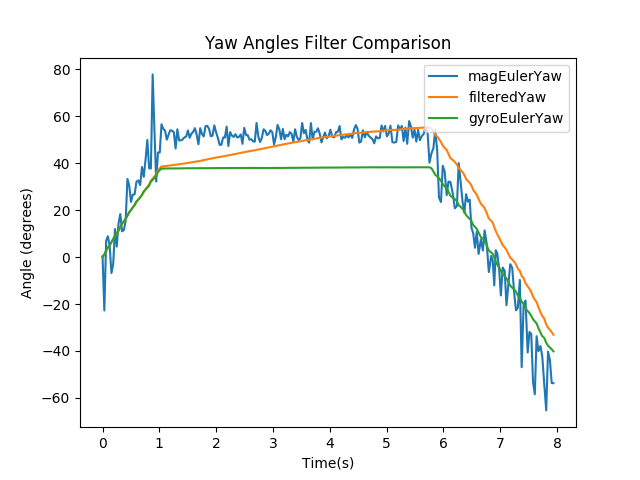 Yaw Angles Filter Comparison
magEulerYaw
filteredYaw
gyroEulerYaw
Angle (degrees)
80
60
40
20
0
−20
−40
−60
0 1 2 3 4 5 6 7 8
Time(s)